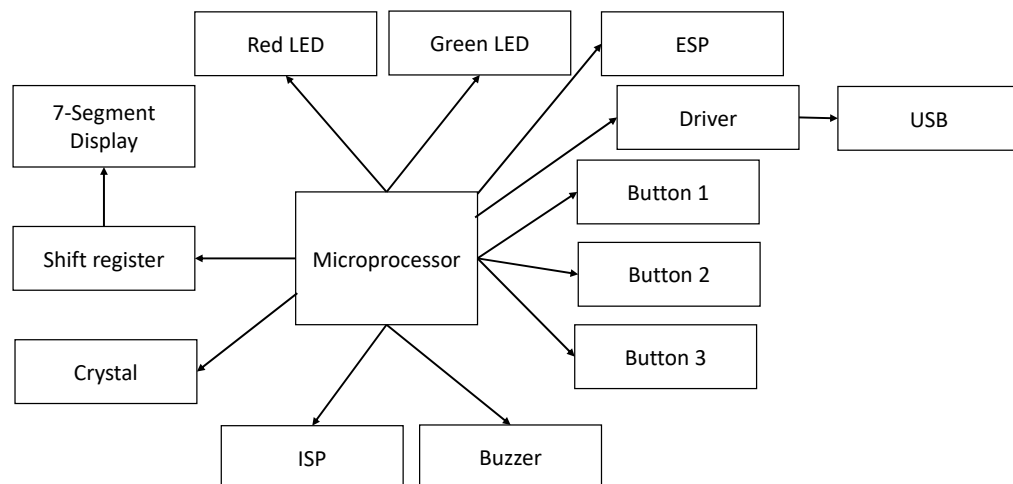 Red LED
Green LED
ESP
7-Segment
Display
Driver
USB
Button 1
Shift register
Microprocessor
Button 2
Crystal
Button 3
ISP
Buzzer